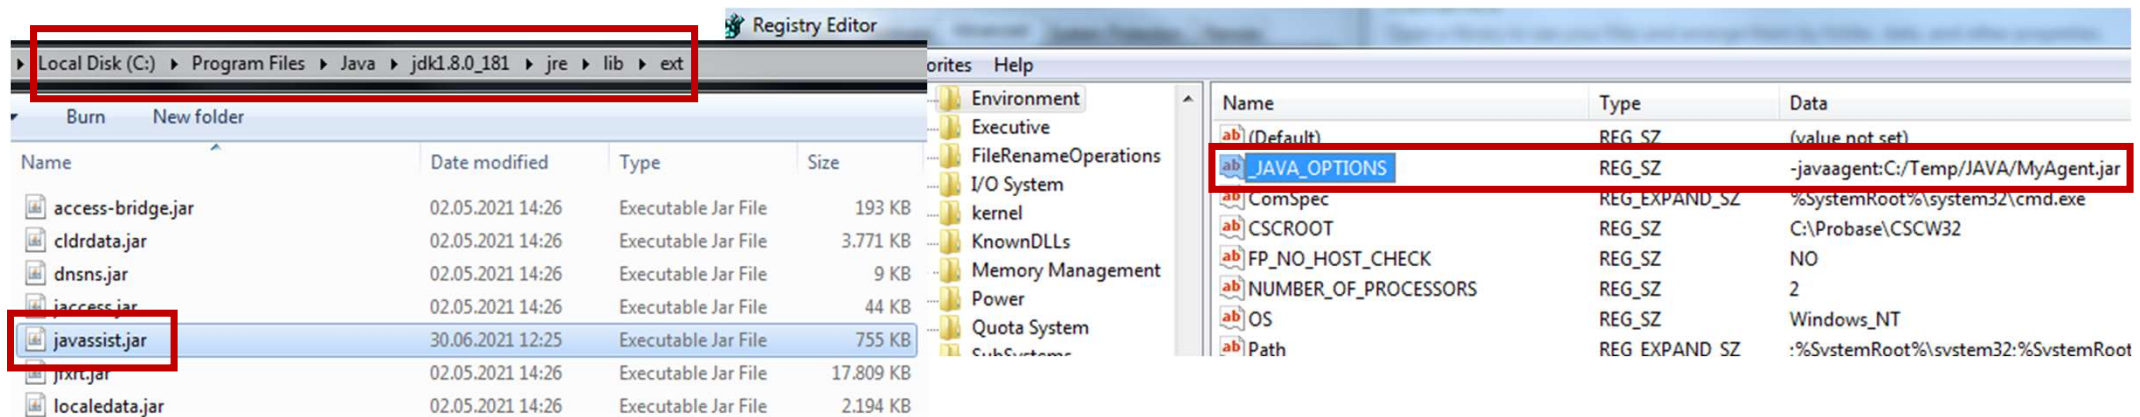 Registry Editor
Local Disk (C:) ▸ Program Files ▸ Java ▸ jdk1.8.0_181 ▸ jre ▸ lib ▸ ext
Burn New folder
Name Date modified Type Size
access-bridge.jar 02.05.2021 14:26 Executable Jar File 193 KB
cldrdata.jar 02.05.2021 14:26 Executable Jar File 3.771 KB
dnsns.jar 02.05.2021 14:26 Executable Jar File 9 KB
jaccess.jar 02.05.2021 14:26 Executable Jar File 44 KB
javassist.jar 30.06.2021 12:25 Executable Jar File 755 KB
jfxrt.jar 02.05.2021 14:26 Executable Jar File 17.809 KB
localedata.jar 02.05.2021 14:26 Executable Jar File 2.194 KB
orites Help
Environment
Executive
FileRenameOperations
I/O System
kernel
KnownDLLs
Memory Management
Power
Quota System
SubSystems
Name Type Data
(Default) REG_SZ (value not set)
_JAVA_OPTIONS REG_SZ -javaagent:C:/Temp/JAVA/MyAgent.jar
ComSpec REG_EXPAND_SZ %SystemRoot%\system32\cmd.exe
CSCROOT REG_SZ C:\Probase\CSCW32
FP_NO_HOST_CHECK REG_SZ NO
NUMBER_OF_PROCESSORS REG_SZ 2
OS REG_SZ Windows_NT
Path REG_EXPAND_SZ ;%SystemRoot%\system32;%SystemRoot